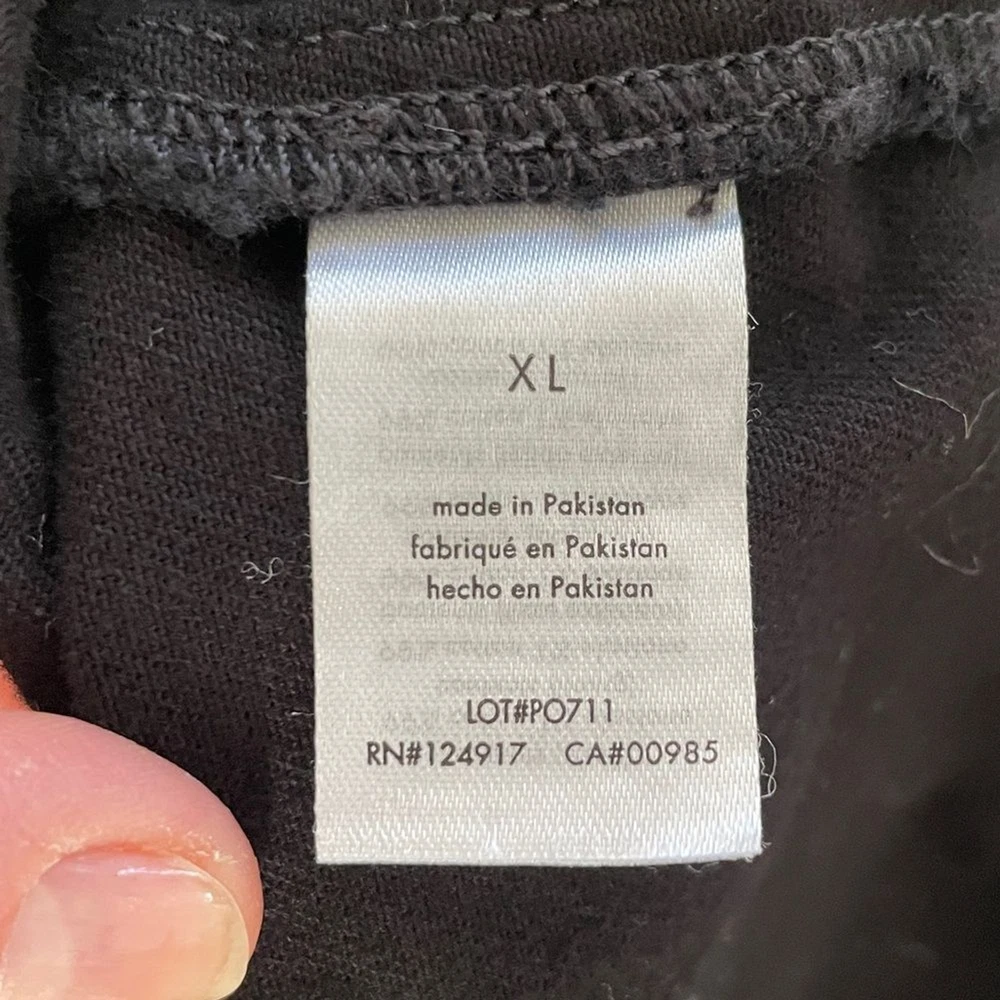 XL
made in Pakistan
fabriqué en Pakistan
hecho en Pakistan
LOT#PO711
RN#124917 CA#00985